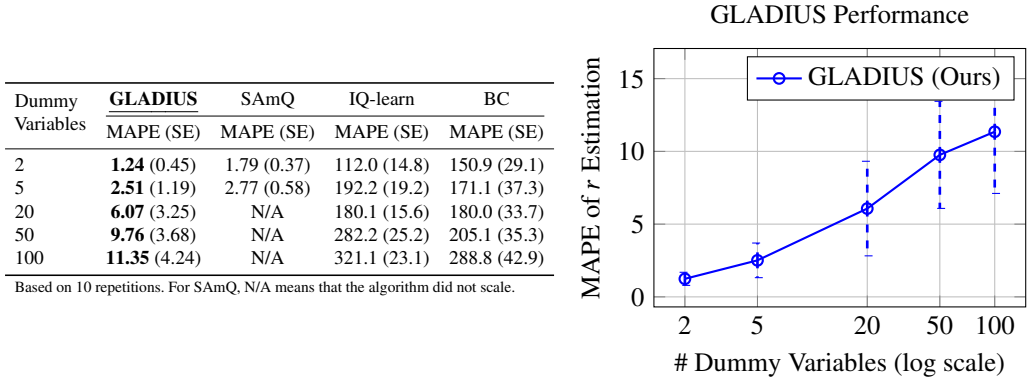 Dummy Variables GLADIUS SAmQ IQ-learn BC
MAPE (SE) MAPE (SE) MAPE (SE) MAPE (SE)
2 1.24 (0.45) 1.79 (0.37) 112.0 (14.8) 150.9 (29.1)
5 2.51 (1.19) 2.77 (0.58) 192.2 (19.2) 171.1 (37.3)
20 6.07 (3.25) N/A 180.1 (15.6) 180.0 (33.7)
50 9.76 (3.68) N/A 282.2 (25.2) 205.1 (35.3)
100 11.35 (4.24) N/A 321.1 (23.1) 288.8 (42.9)
Based on 10 repetitions. For SAmQ, N/A means that the algorithm did not scale.
GLADIUS Performance
GLADIUS (Ours)
MAPE of r Estimation
15
10
5
0
2 5 20 50 100
# Dummy Variables (log scale)